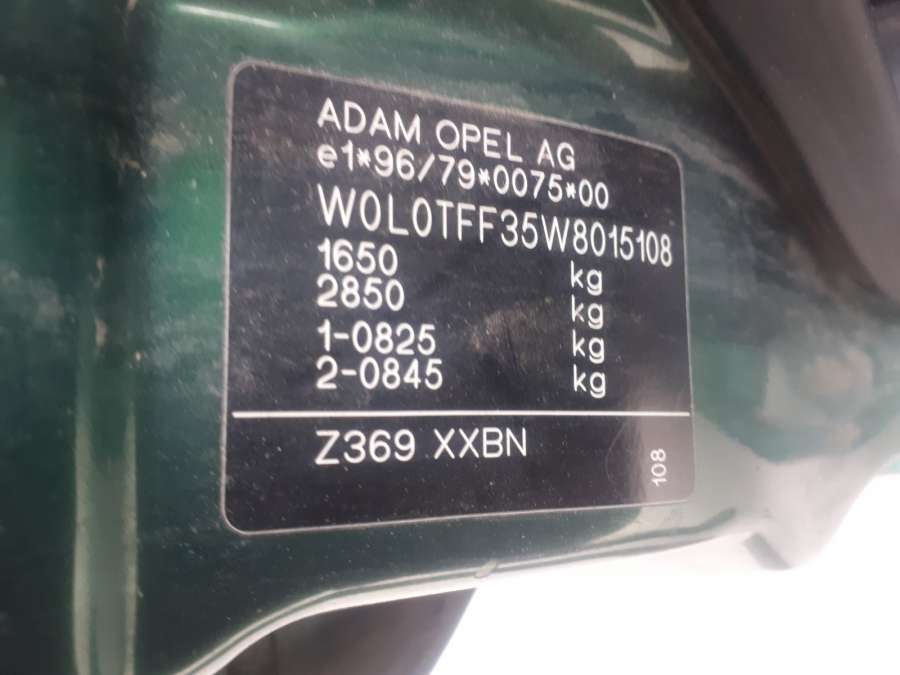 ADAM OPEL AG
e1*96/79*0075*00
W0L0TFF35W8015108
1650 kg
2850 kg
1-0825 kg
2-0845 kg
Z369 XXBN
108